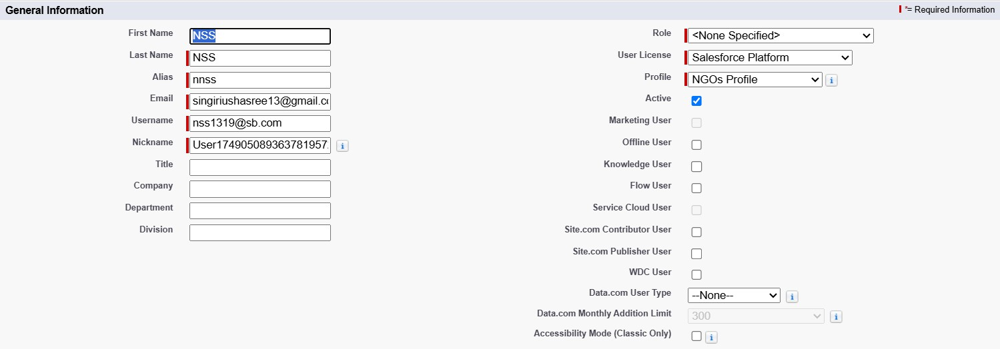 General Information
*= Required Information
First Name NSS
Last Name NSS
Alias nnss
Email singiriushasree13@gmail.co
Username nss1319@sb.com
Nickname User174905089363781957
Title
Company
Department
Division
Role <None Specified>
User License Salesforce Platform
Profile NGOs Profile
Active
Marketing User
Offline User
Knowledge User
Flow User
Service Cloud User
Site.com Contributor User
Site.com Publisher User
WDC User
Data.com User Type --None--
Data.com Monthly Addition Limit 300
Accessibility Mode (Classic Only)